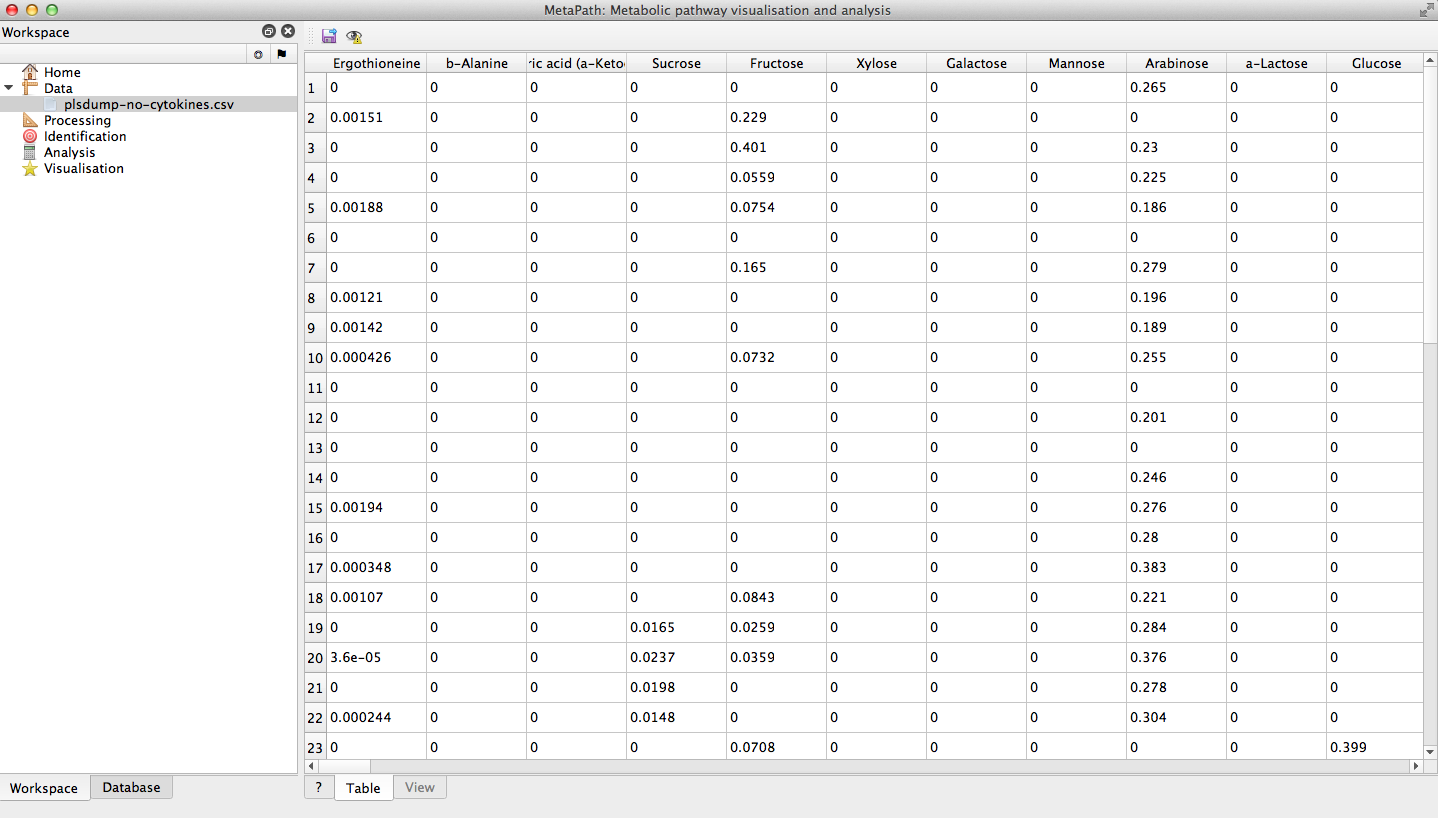 MetaPath: Metabolic pathway visualisation and analysis
Workspace
Home
Data
plsdump-no-cytokines.csv
Processing
Identification
Analysis
Visualisation
Workspace Database
Ergothioneine b-Alanine ric acid (a-Keto Sucrose Fructose Xylose Galactose Mannose Arabinose a-Lactose Glucose
1 0 0 0 0 0 0 0 0 0.265 0 0
2 0.00151 0 0 0 0.229 0 0 0 0 0 0
3 0 0 0 0 0.401 0 0 0 0.23 0 0
4 0 0 0 0 0.0559 0 0 0 0.225 0 0
5 0.00188 0 0 0 0.0754 0 0 0 0.186 0 0
6 0 0 0 0 0 0 0 0 0 0 0
7 0 0 0 0 0.165 0 0 0 0.279 0 0
8 0.00121 0 0 0 0 0 0 0 0.196 0 0
9 0.00142 0 0 0 0 0 0 0 0.189 0 0
10 0.000426 0 0 0 0.0732 0 0 0 0.255 0 0
11 0 0 0 0 0 0 0 0 0 0 0
12 0 0 0 0 0 0 0 0 0.201 0 0
13 0 0 0 0 0 0 0 0 0 0 0
14 0 0 0 0 0 0 0 0 0.246 0 0
15 0.00194 0 0 0 0 0 0 0 0.276 0 0
16 0 0 0 0 0 0 0 0 0.28 0 0
17 0.000348 0 0 0 0 0 0 0 0.383 0 0
18 0.00107 0 0 0 0.0843 0 0 0 0.221 0 0
19 0 0 0 0.0165 0.0259 0 0 0 0.284 0 0
20 3.6e-05 0 0 0.0237 0.0359 0 0 0 0.376 0 0
21 0 0 0 0.0198 0 0 0 0 0.278 0 0
22 0.000244 0 0 0.0148 0 0 0 0 0.304 0 0
23 0 0 0 0 0.0708 0 0 0 0 0 0.399
? Table View